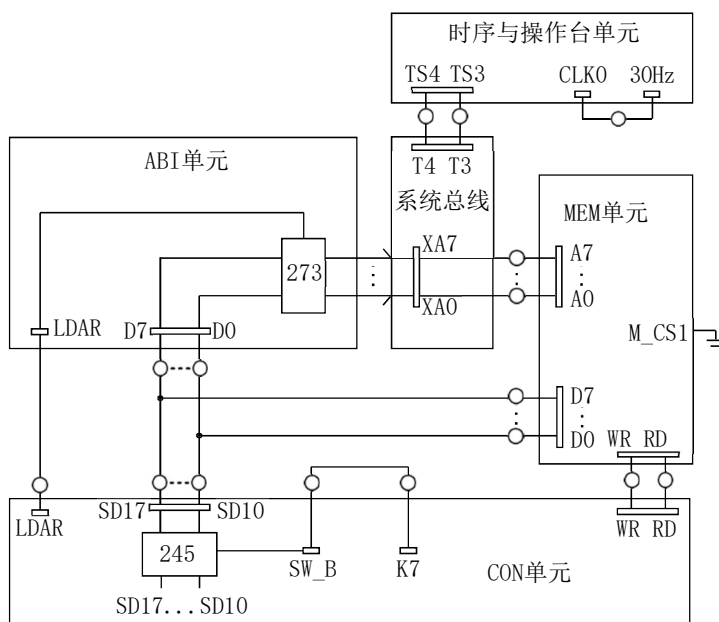 时序与操作台单元
TS4 TS3
CLK0 30Hz
ABI单元
T4 T3
系统总线
MEM单元
XA7
A7
273
XA0
A0
LDAR
D7
D0
M_CS1
D7
D0
WR RD
SD17
SD10
LDAR
WR RD
245
SW_B
K7
CON单元
SD17...SD10